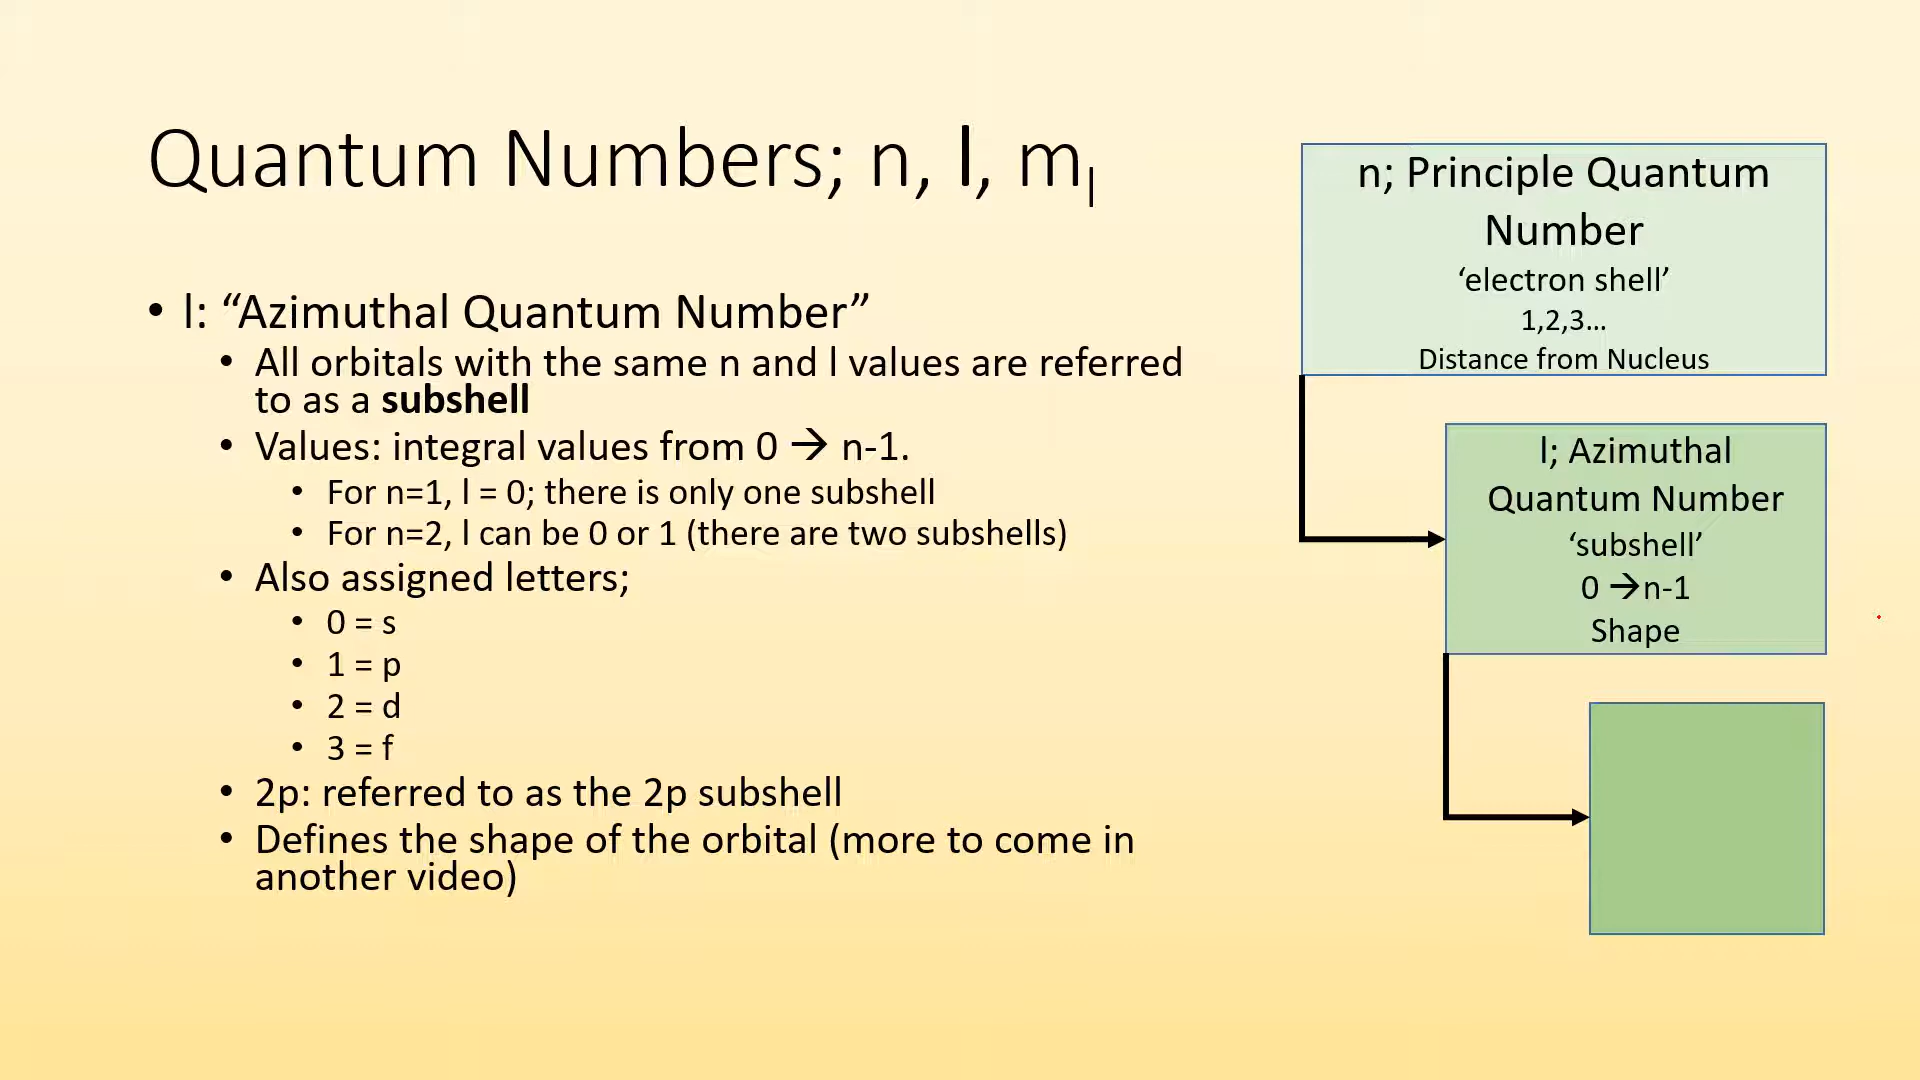 Quantum Numbers; n, l, ml
• l: “Azimuthal Quantum Number”
• All orbitals with the same n and l values are referred
to as a subshell
• Values: integral values from 0 → n-1.
• For n=1, l = 0; there is only one subshell
• For n=2, l can be 0 or 1 (there are two subshells)
• Also assigned letters;
• 0 = s
• 1 = p
• 2 = d
• 3 = f
• 2p: referred to as the 2p subshell
• Defines the shape of the orbital (more to come in
another video)
n; Principle Quantum
Number
‘electron shell’
1,2,3...
Distance from Nucleus
l; Azimuthal
Quantum Number
‘subshell’
0 →n-1
Shape